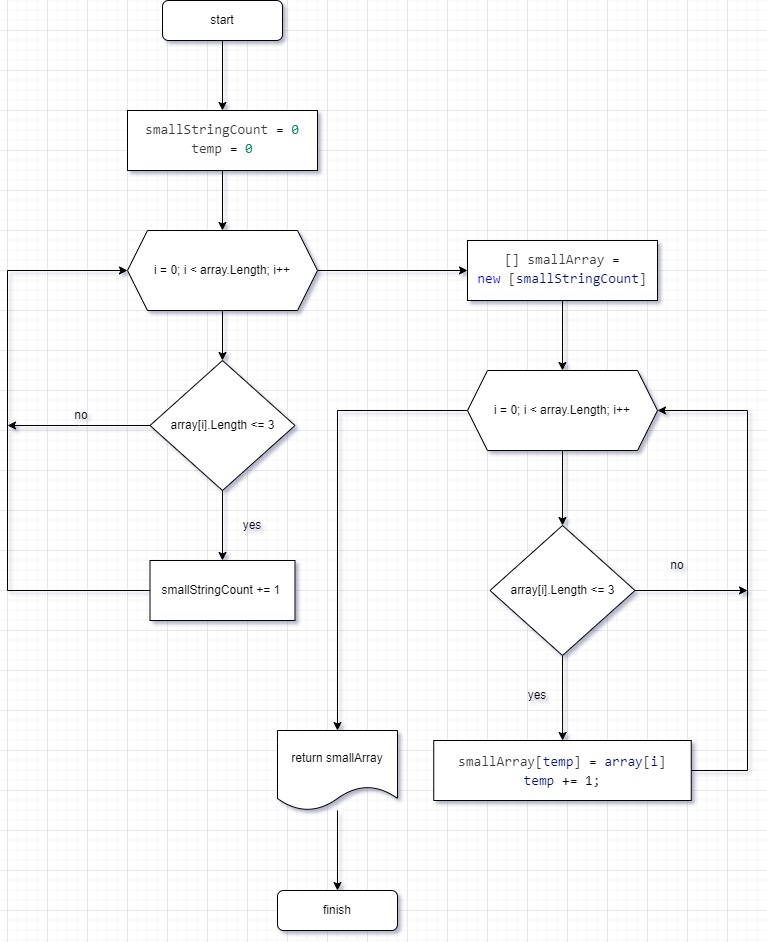 start
smallStringCount = 0
temp = 0
i = 0; i < array.Length; i++
array[i].Length <= 3
no
yes
smallStringCount += 1
[] smallArray =
new [smallStringCount]
i = 0; i < array.Length; i++
array[i].Length <= 3
no
yes
smallArray[temp] = array[i]
temp += 1;
return smallArray
finish